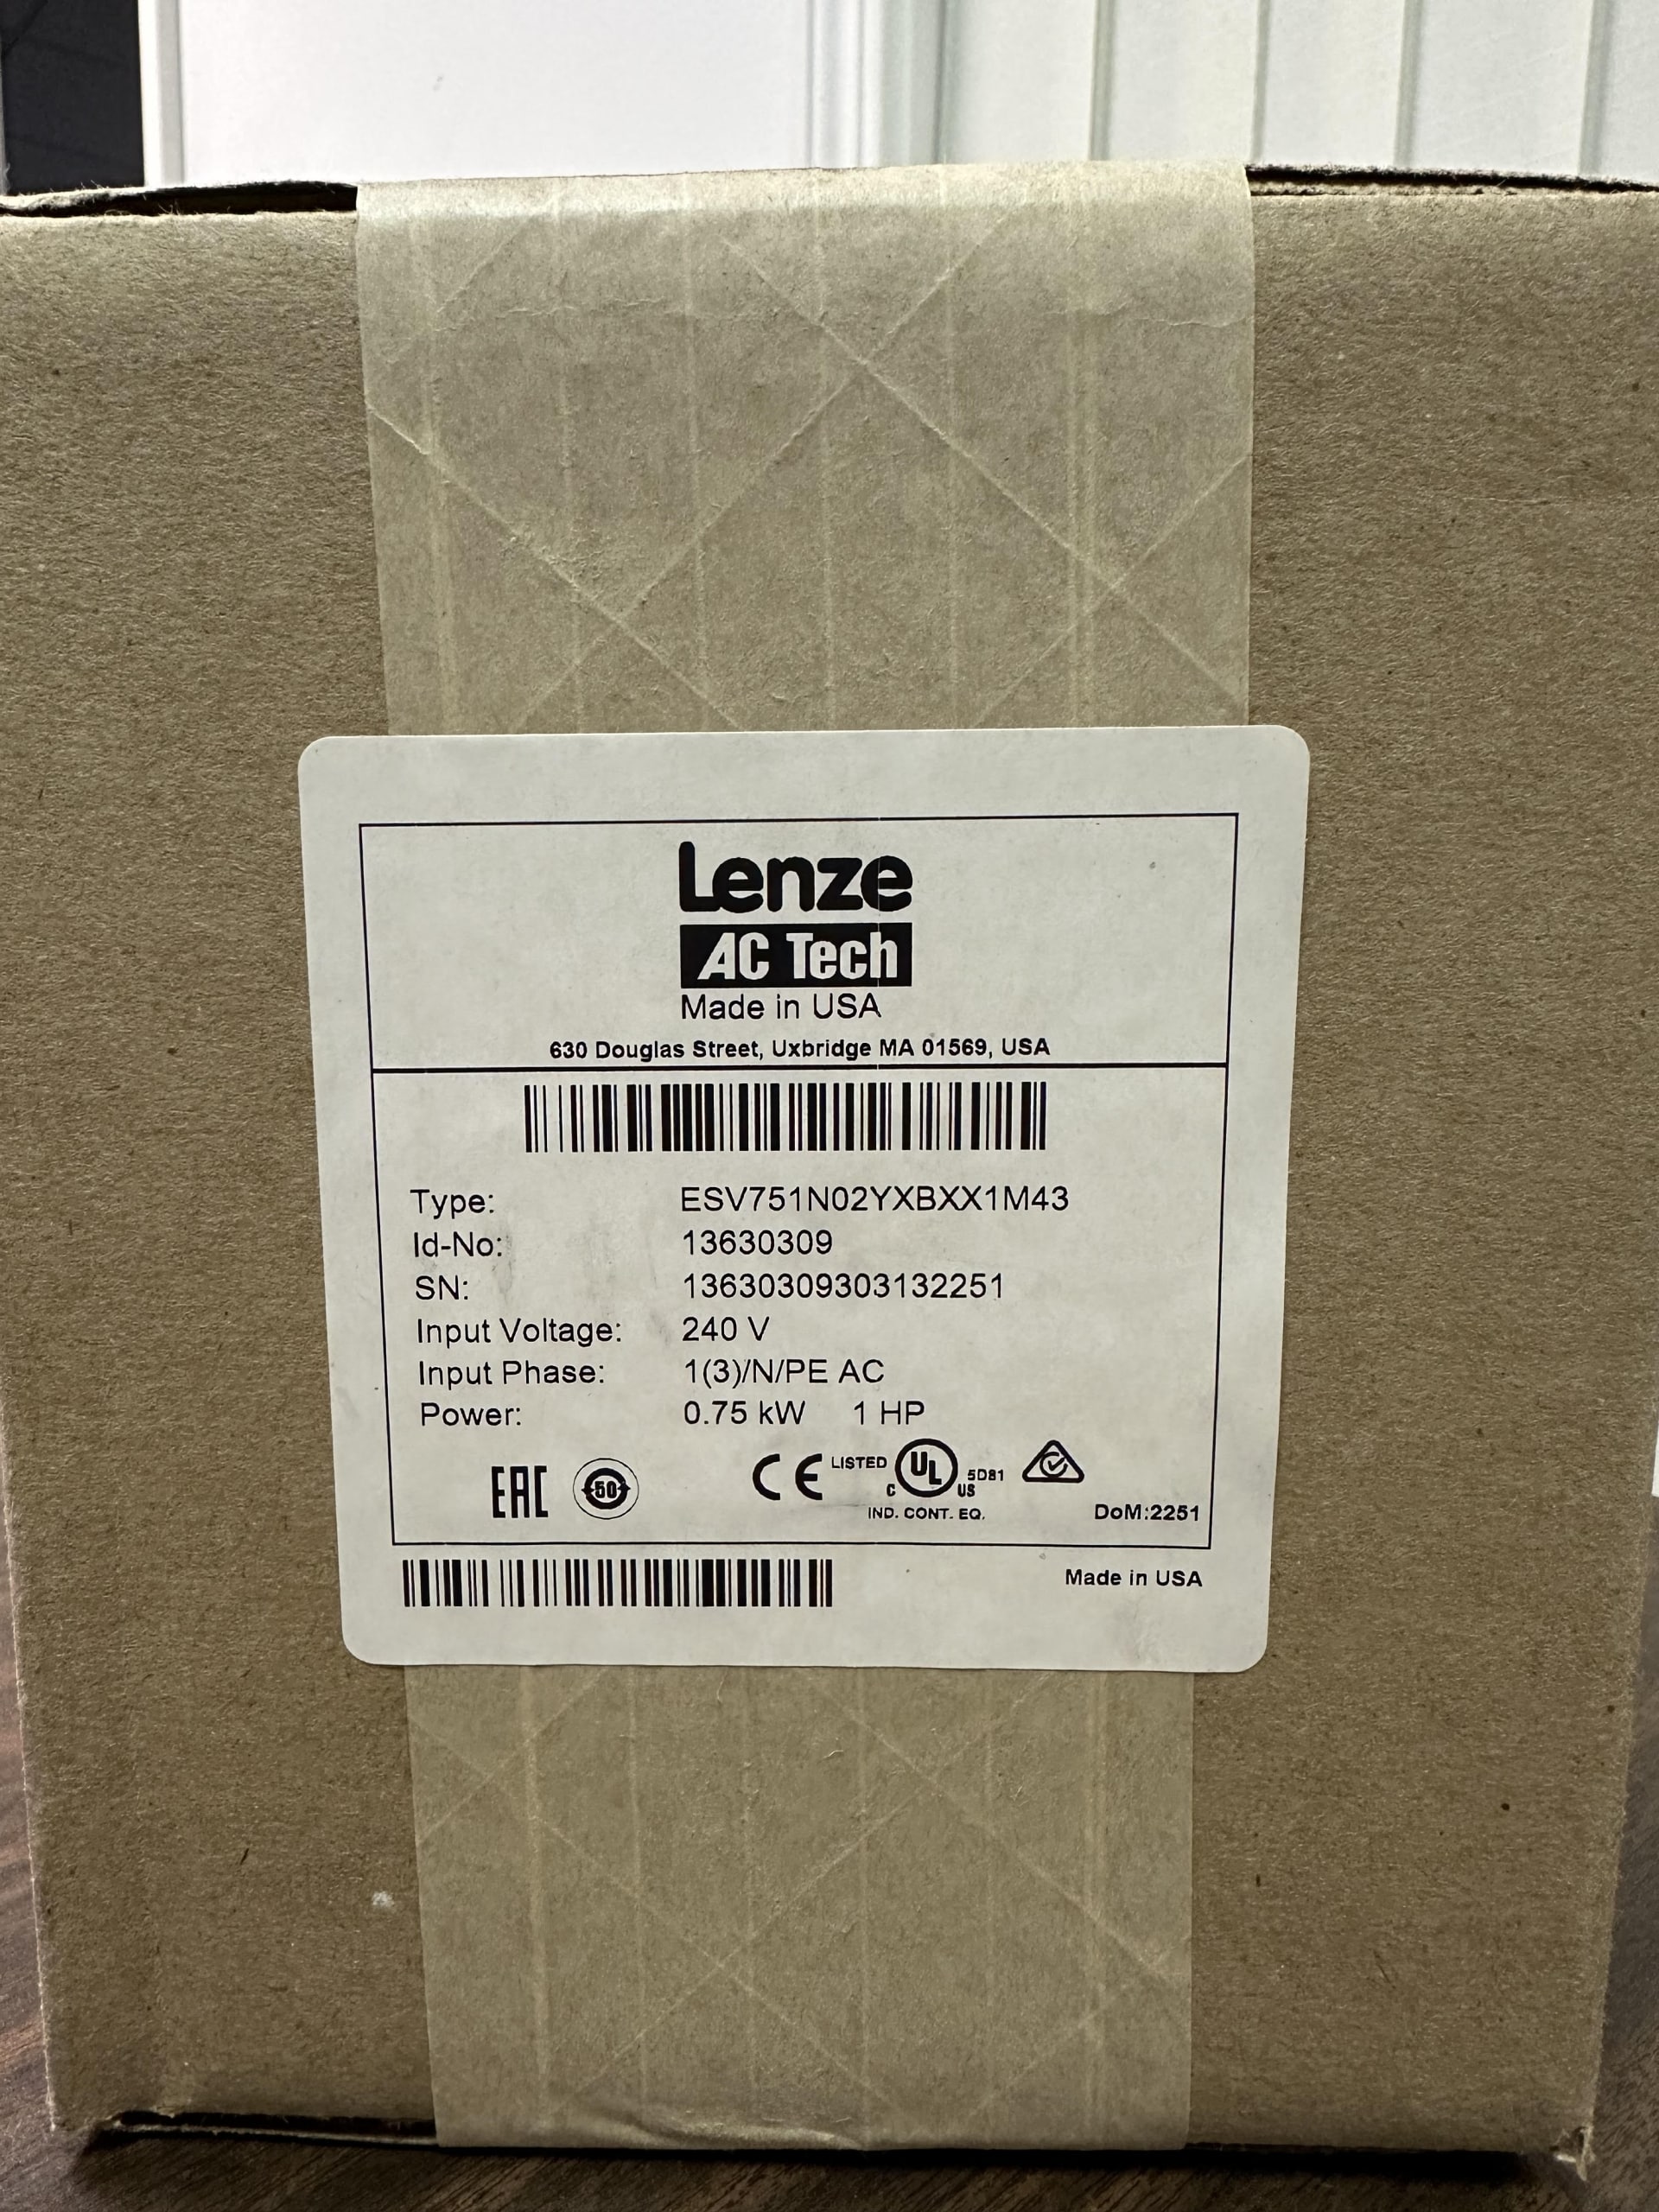 Lenze
AC Tech
Made in USA
630 Douglas Street, Uxbridge MA 01569, USA
Type: ESV751N02YXBXX1M43
Id-No: 13630309
SN: 13630309303132251
Input Voltage: 240 V
Input Phase: 1(3)/N/PE AC
Power: 0.75 kW 1 HP
EAC 50 CE LISTED C UL US 5D81
IND. CONT. EQ. DoM:2251
Made in USA